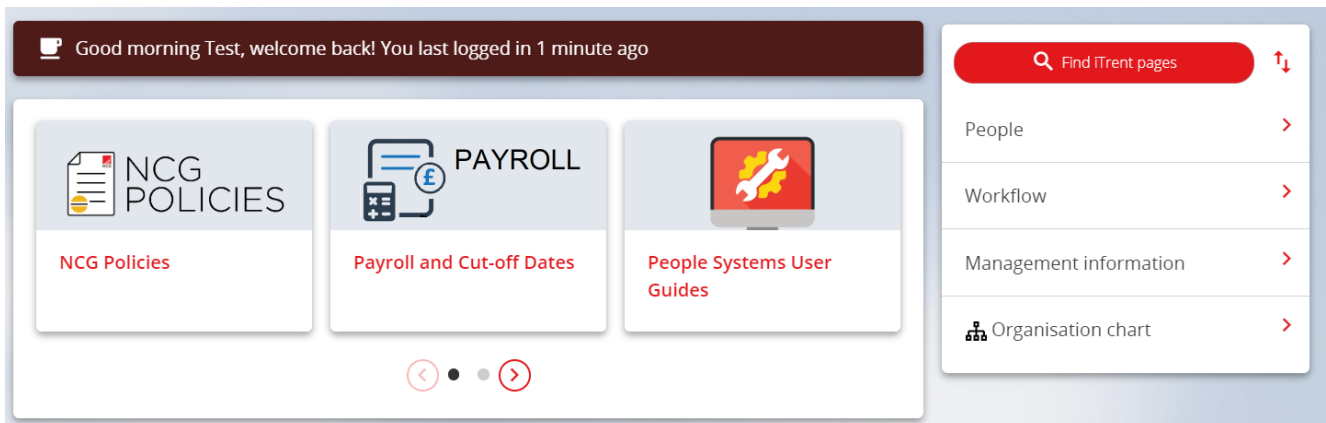 Good morning Test, welcome back! You last logged in 1 minute ago
NCG
POLICIES
NCG Policies
PAYROLL
£
Payroll and Cut-off Dates
People Systems User
Guides
Find iTrent pages
People
Workflow
Management information
Organisation chart